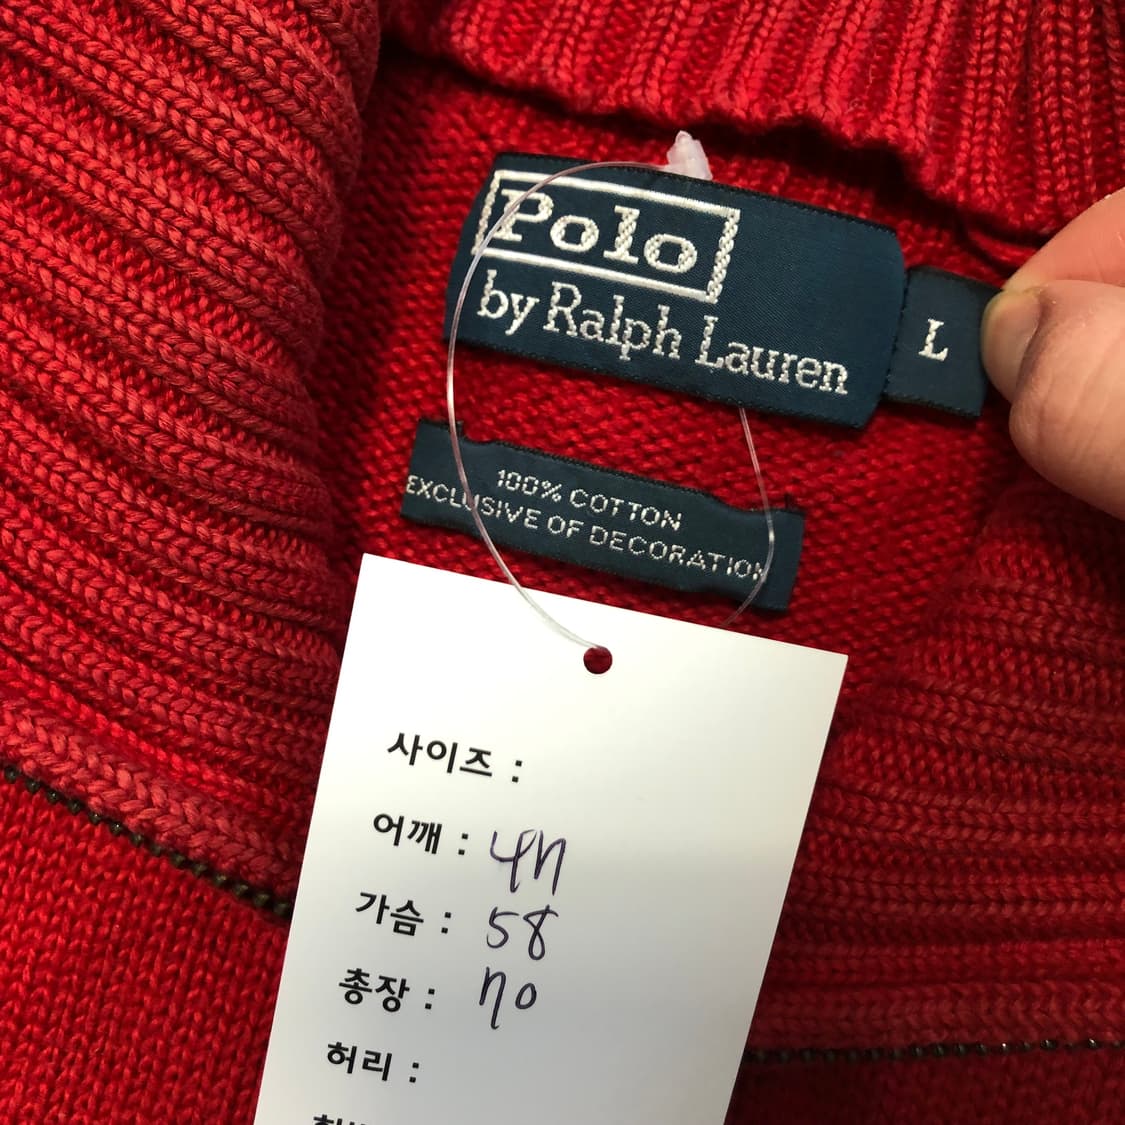 Polo
by Ralph Lauren
L
100% COTTON
EXCLUSIVE OF DECORATION
사이즈 :
어깨 : 47
가슴 : 58
총장 : 70
허리 :